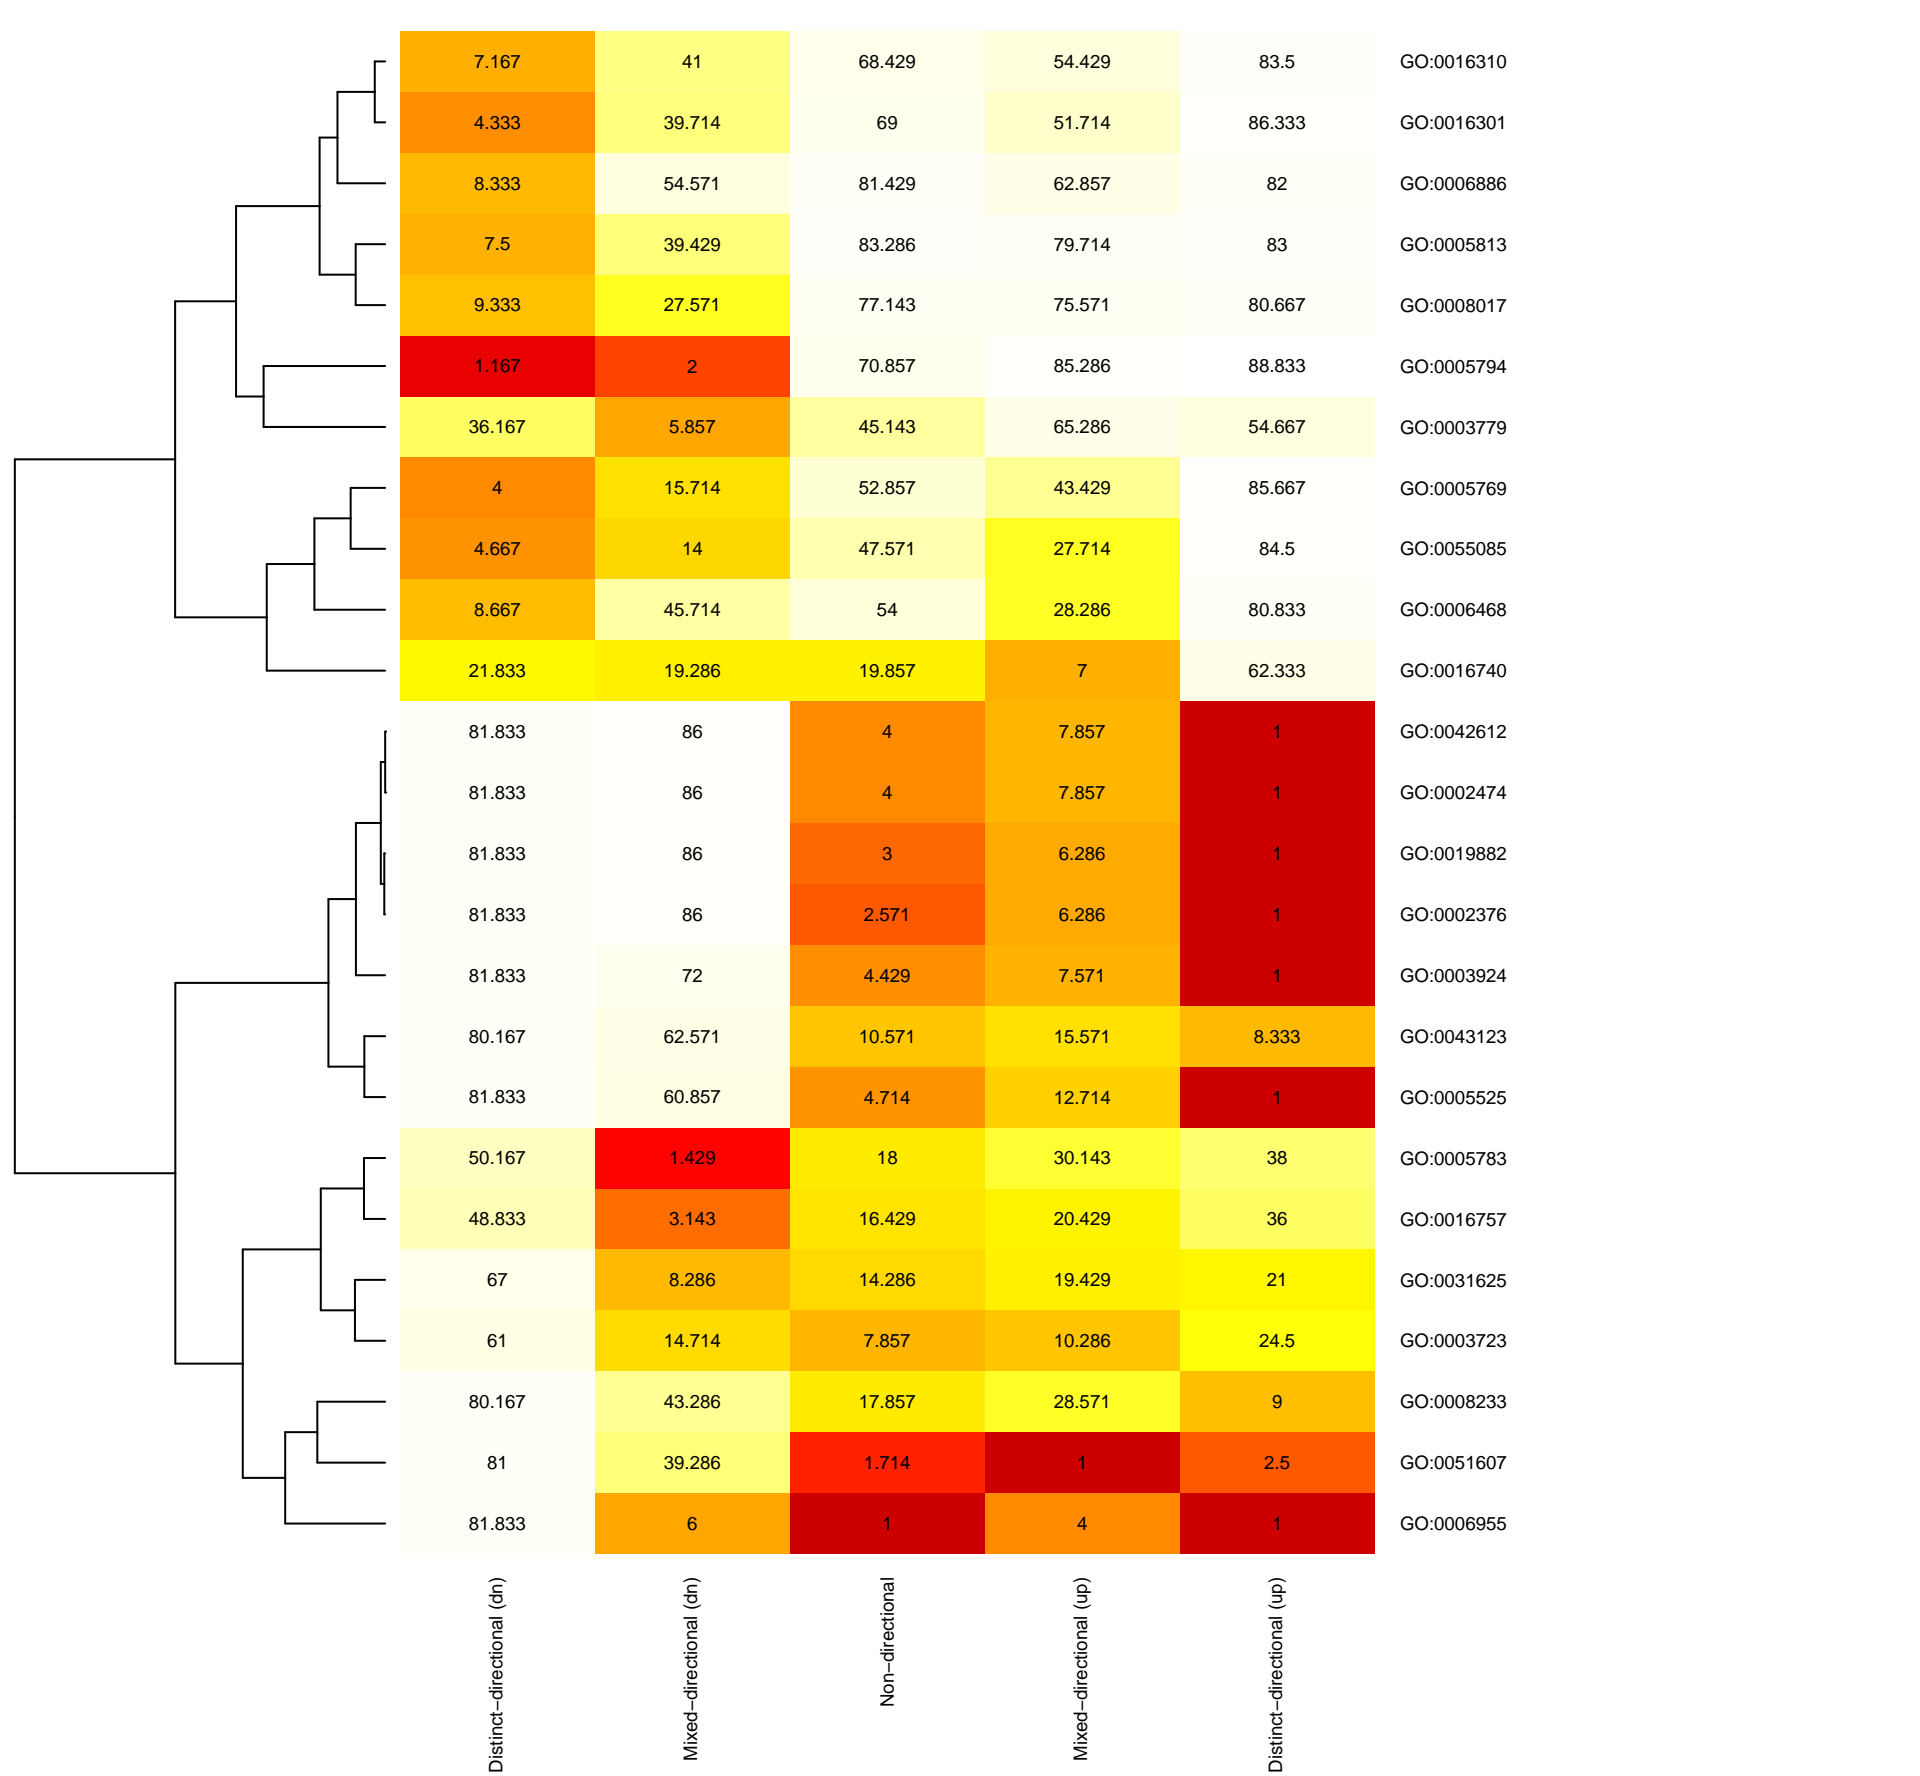 7.167 41 68.429 54.429 83.5 GO:0016310
4.333 39.714 69 51.714 86.333 GO:0016301
8.333 54.571 81.429 62.857 82 GO:0006886
7.5 39.429 83.286 79.714 83 GO:0005813
9.333 27.571 77.143 75.571 80.667 GO:0008017
1.167 2 70.857 85.286 88.833 GO:0005794
36.167 5.857 45.143 65.286 54.667 GO:0003779
4 15.714 52.857 43.429 85.667 GO:0005769
4.667 14 47.571 27.714 84.5 GO:0055085
8.667 45.714 54 28.286 80.833 GO:0006468
21.833 19.286 19.857 7 62.333 GO:0016740
81.833 86 4 7.857 1 GO:0042612
81.833 86 4 7.857 1 GO:0002474
81.833 86 3 6.286 1 GO:0019882
81.833 86 2.571 6.286 1 GO:0002376
81.833 72 4.429 7.571 1 GO:0003924
80.167 62.571 10.571 15.571 8.333 GO:0043123
81.833 60.857 4.714 12.714 1 GO:0005525
50.167 1.429 18 30.143 38 GO:0005783
48.833 3.143 16.429 20.429 36 GO:0016757
67 8.286 14.286 19.429 21 GO:0031625
61 14.714 7.857 10.286 24.5 GO:0003723
80.167 43.286 17.857 28.571 9 GO:0008233
81 39.286 1.714 1 2.5 GO:0051607
81.833 6 1 4 1 GO:0006955
Distinct−directional (dn)
Mixed−directional (dn)
Non−directional
Mixed−directional (up)
Distinct−directional (up)